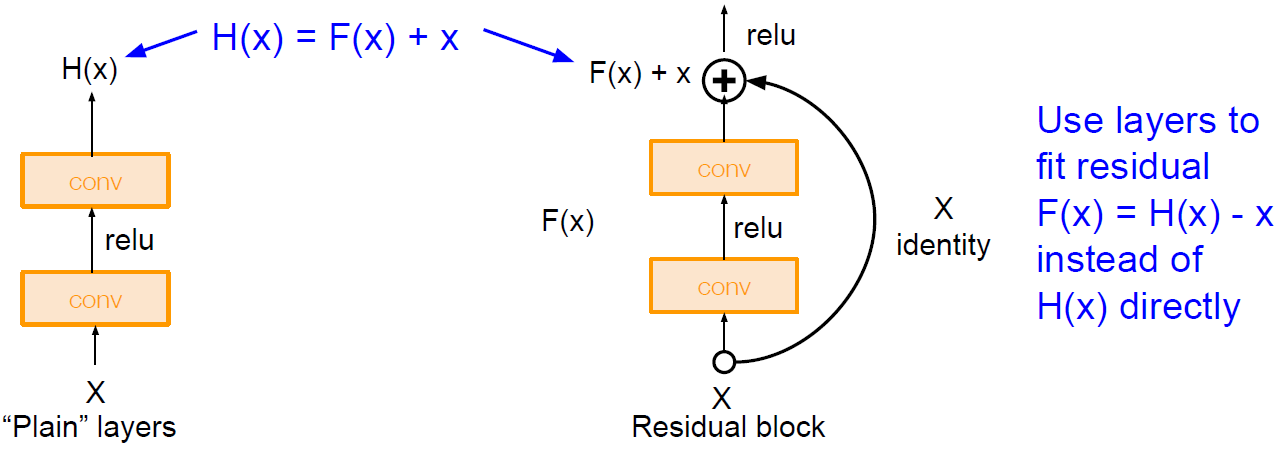 H(x) = F(x) + x
H(x)
conv
relu
conv
X
“Plain” layers
relu
F(x) + x
conv
F(x)
relu
conv
X
identity
X
Residual block
Use layers to
fit residual
F(x) = H(x) - x
instead of
H(x) directly